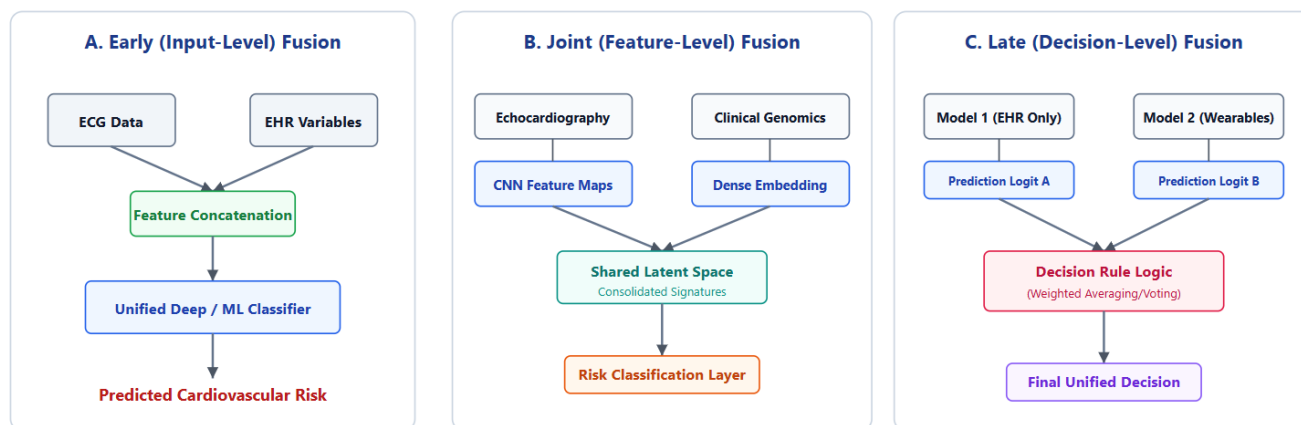 A. Early (Input-Level) Fusion
ECG Data
EHR Variables
Feature Concatenation
Unified Deep / ML Classifier
Predicted Cardiovascular Risk
B. Joint (Feature-Level) Fusion
Echocardiography
Clinical Genomics
CNN Feature Maps
Dense Embedding
Shared Latent Space
Consolidated Signatures
Risk Classification Layer
C. Late (Decision-Level) Fusion
Model 1 (EHR Only)
Model 2 (Wearables)
Prediction Logit A
Prediction Logit B
Decision Rule Logic
(Weighted Averaging/Voting)
Final Unified Decision